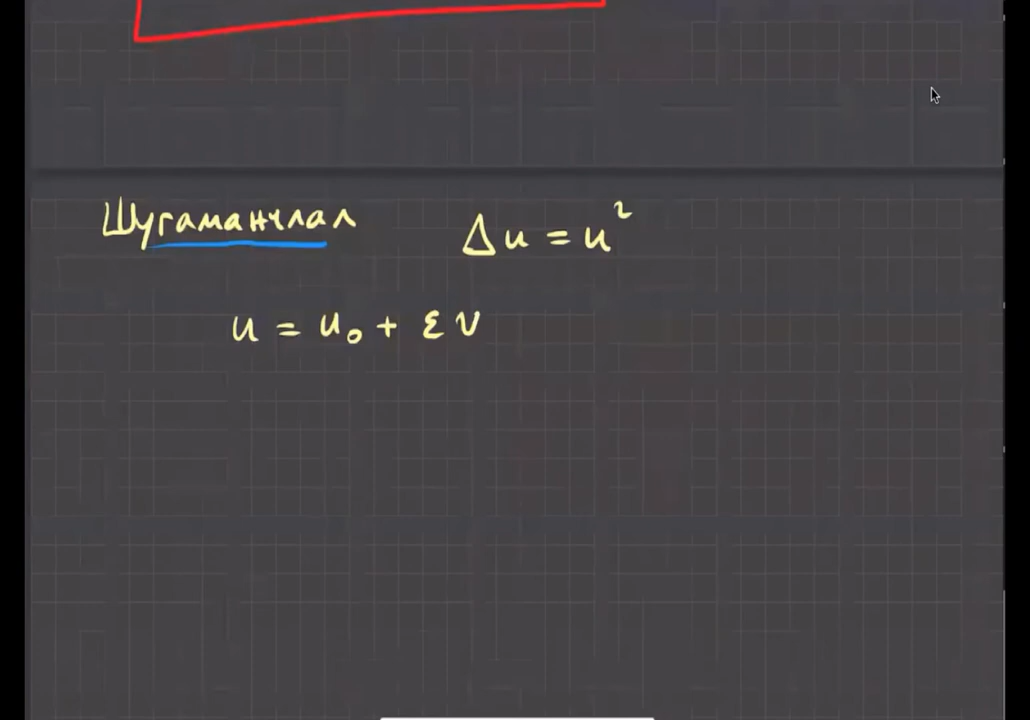 Шугаманчлал Δu = u²
u = u₀ + εv